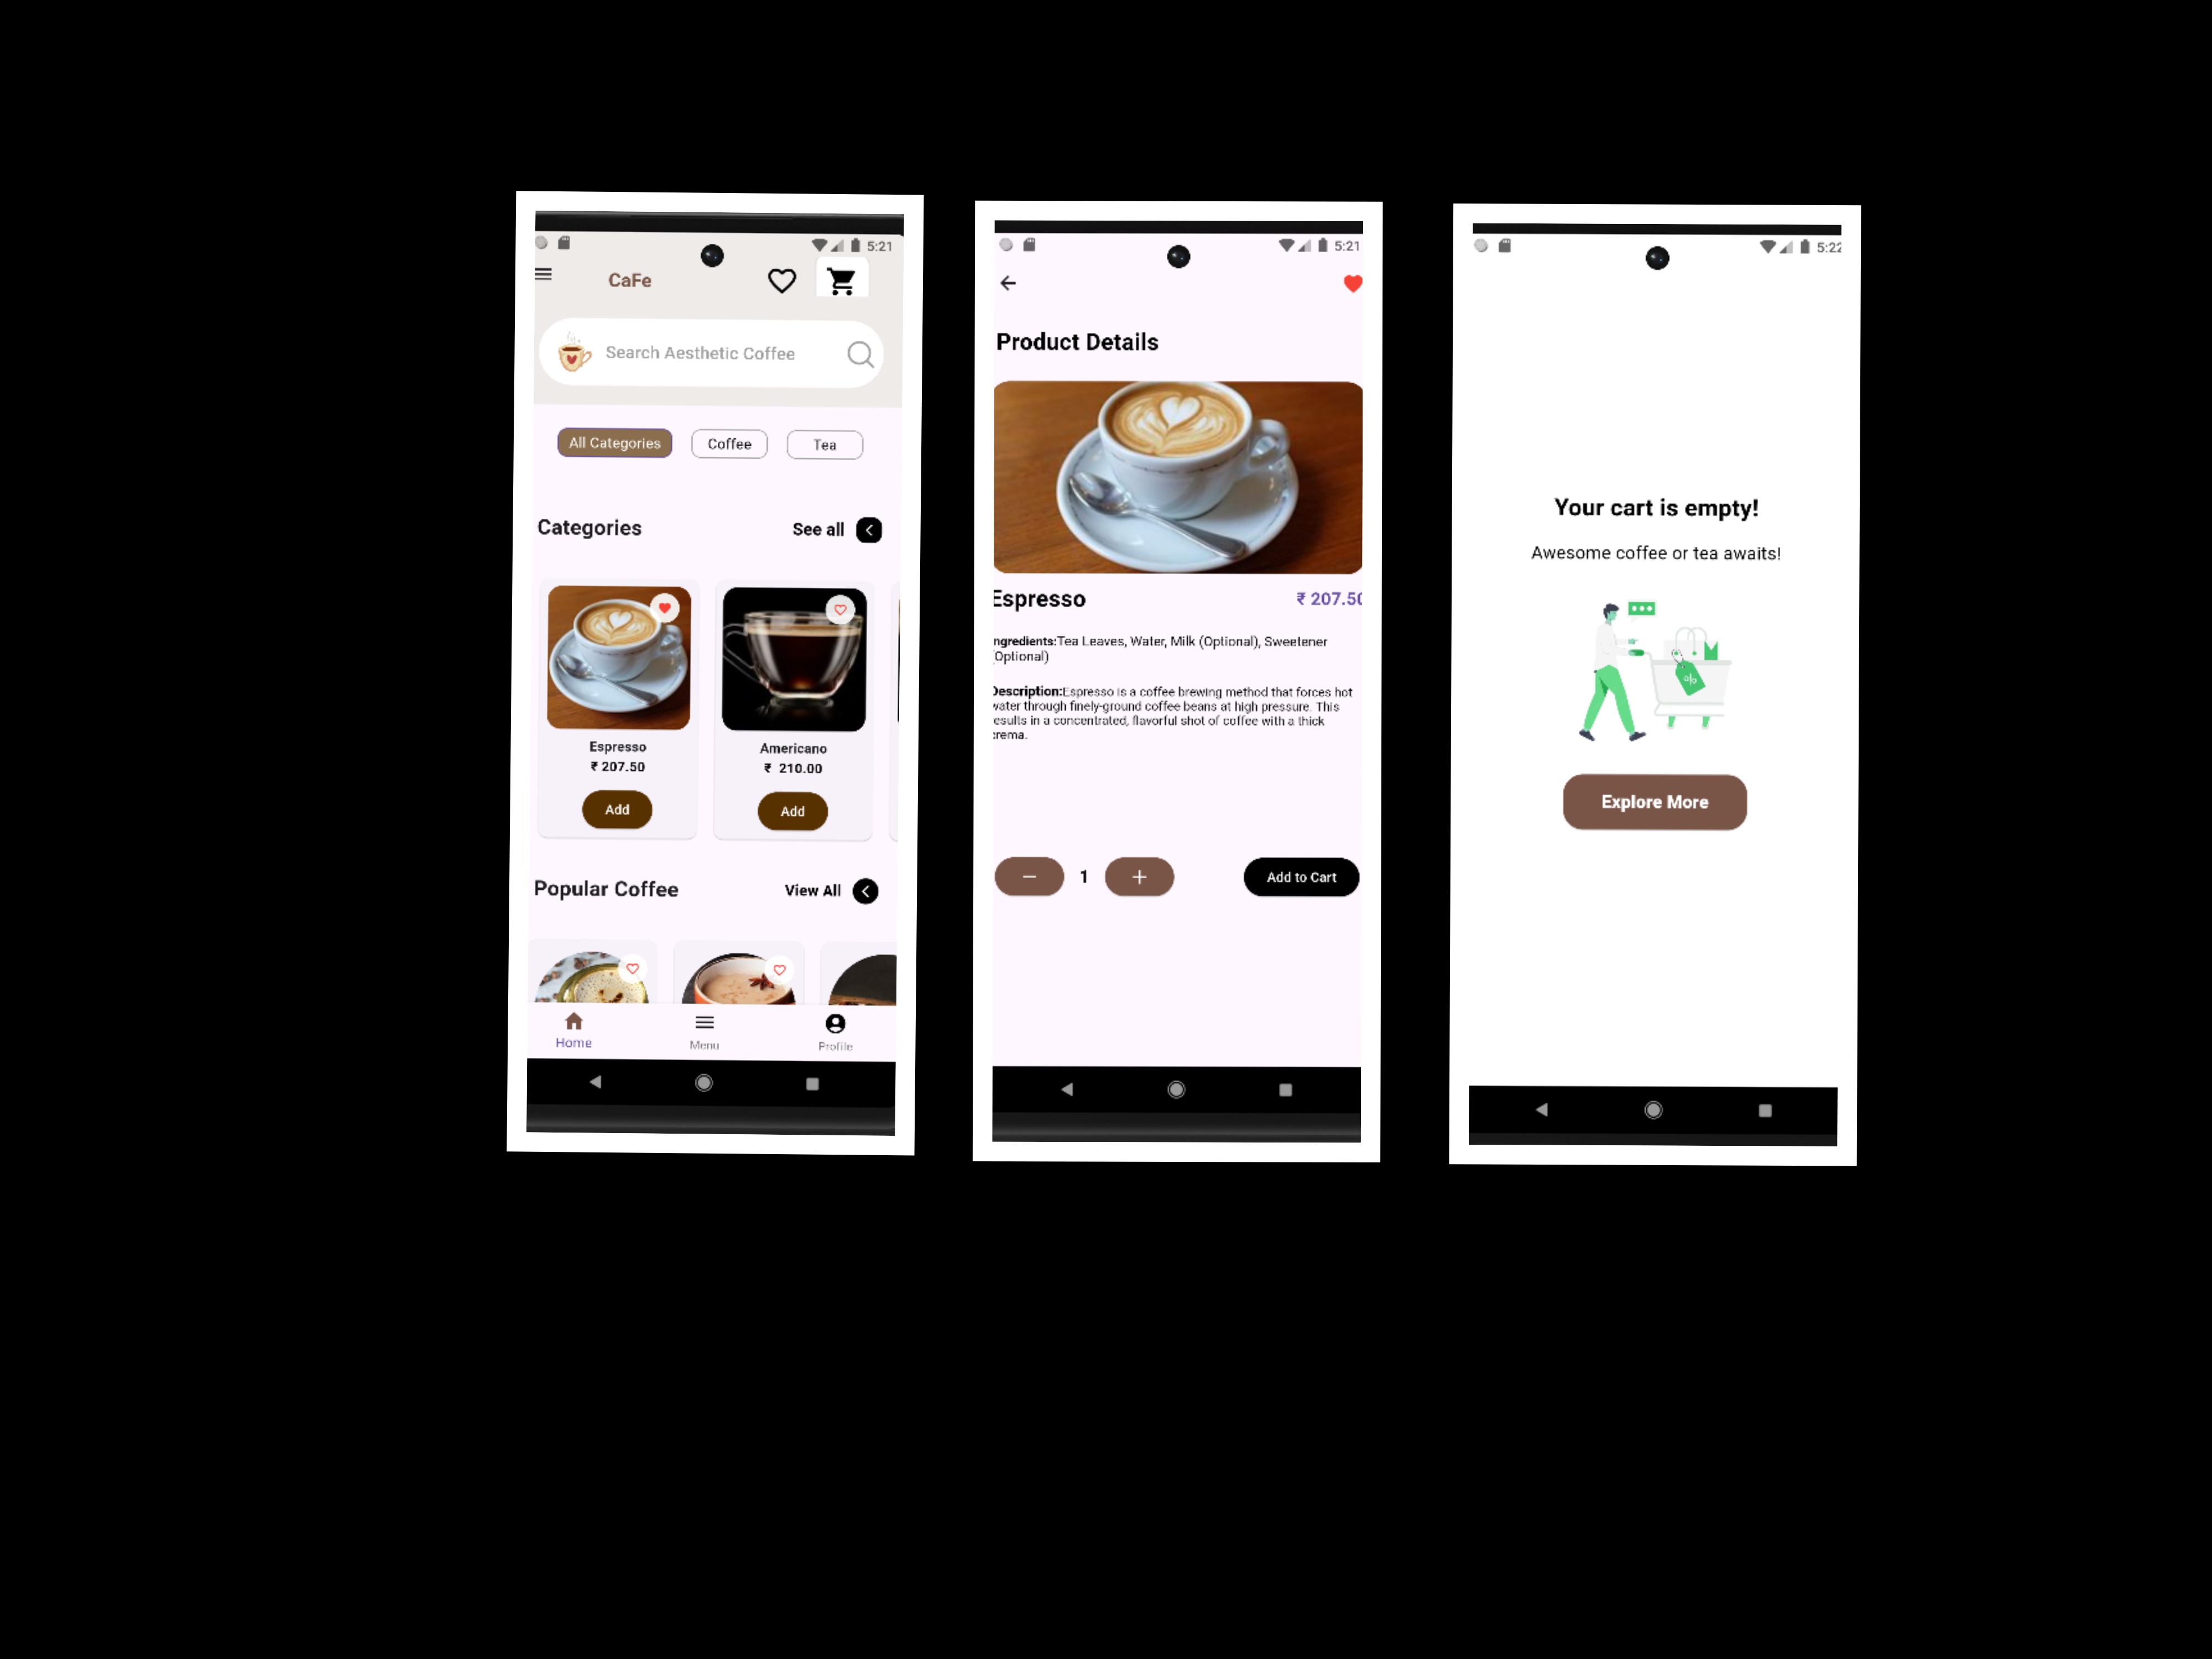 5:21
CaFe
Search Aesthetic Coffee
All Categories
Coffee
Tea
Categories
See all
Espresso
₹ 207.50
Add
Americano
₹ 210.00
Add
Popular Coffee
View All
Home
Menu
Profile
5:21
Product Details
Espresso
₹ 207.50
ngredients:Tea Leaves, Water, Milk (Optional), Sweetener
(Optional)
Description:Espresso is a coffee brewing method that forces hot
water through finely-ground coffee beans at high pressure. This
results in a concentrated, flavorful shot of coffee with a thick
crema.
1
Add to Cart
5:22
Your cart is empty!
Awesome coffee or tea awaits!
%
Explore More